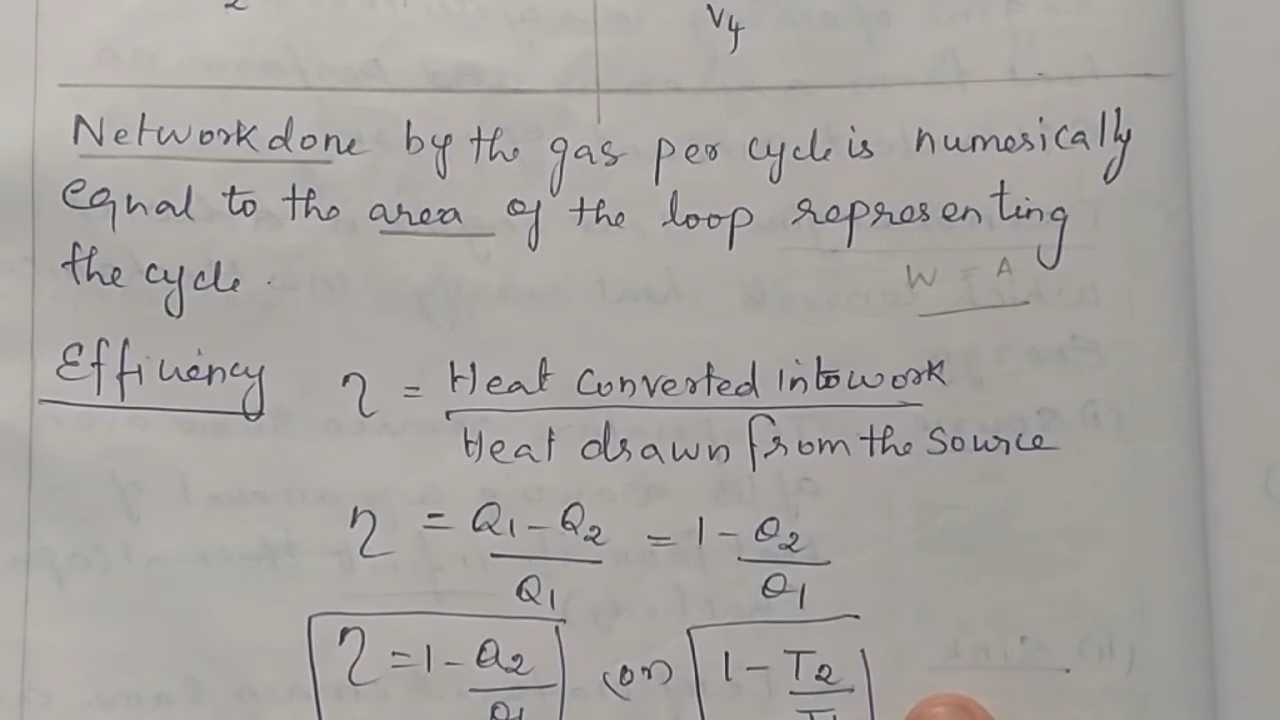 V4
Network done by the gas per cycle is numerically
equal to the area of the loop representing
the cycle.
W = A
Efficiency η = Heat Converted into work
Heat drawn from the source
η = Q1 - Q2 = 1 - Q2
Q1 Q1
η = 1 - Q2 (or) 1 - T2
Q1 T1